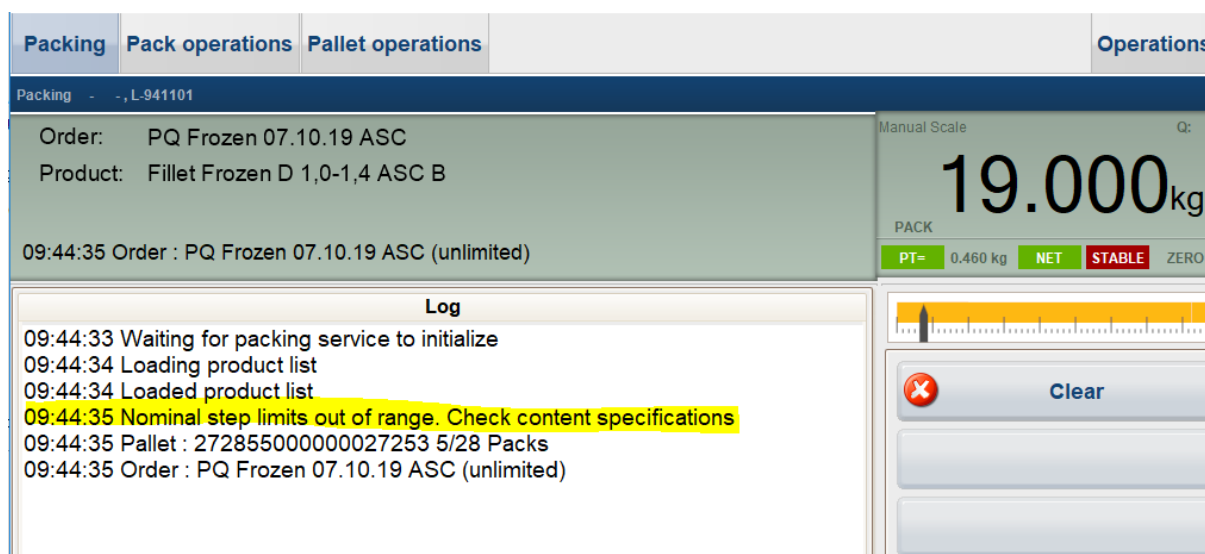 Packing Pack operations Pallet operations Operations
Packing - - , L-941101
Order: PQ Frozen 07.10.19 ASC
Product: Fillet Frozen D 1,0-1,4 ASC B
09:44:35 Order : PQ Frozen 07.10.19 ASC (unlimited)
Manual Scale Q:
19.000kg
PACK
PT= 0.460 kg NET STABLE ZERO
Log
09:44:33 Waiting for packing service to initialize
09:44:34 Loading product list
09:44:34 Loaded product list
09:44:35 Nominal step limits out of range. Check content specifications
09:44:35 Pallet : 272855000000027253 5/28 Packs
09:44:35 Order : PQ Frozen 07.10.19 ASC (unlimited)
Clear